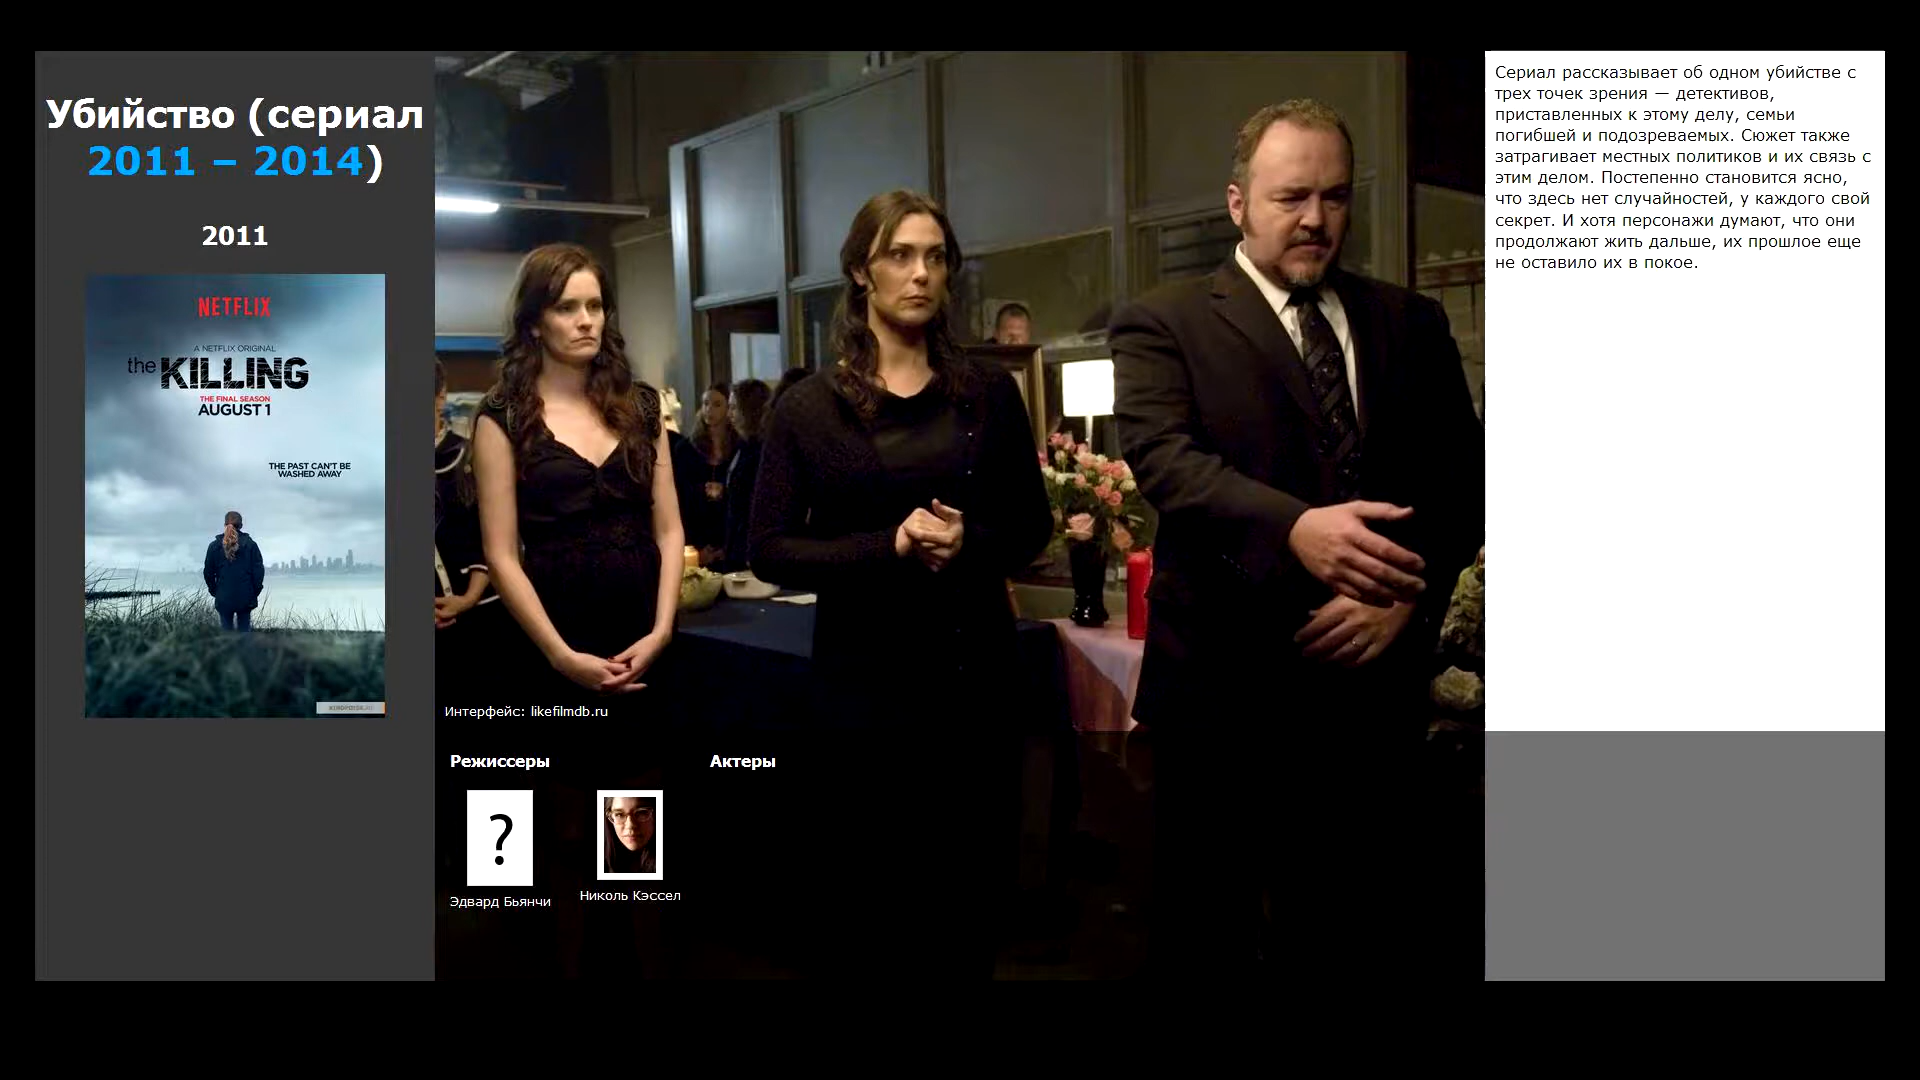 Убийство (сериал
2011 – 2014)
2011
NETFLIX
A NETFLIX ORIGINAL
the KILLING
THE FINAL SEASON
AUGUST 1
THE PAST CAN'T BE
WASHED AWAY
KINOPOISK.RU
Интерфейс: likefilmdb.ru
Режиссеры
Актеры
?
Эдвард Бьянчи
Николь Кэссел
Сериал рассказывает об одном убийстве с
трех точек зрения — детективов,
приставленных к этому делу, семьи
погибшей и подозреваемых. Сюжет также
затрагивает местных политиков и их связь с
этим делом. Постепенно становится ясно,
что здесь нет случайностей, у каждого свой
секрет. И хотя персонажи думают, что они
продолжают жить дальше, их прошлое еще
не оставило их в покое.